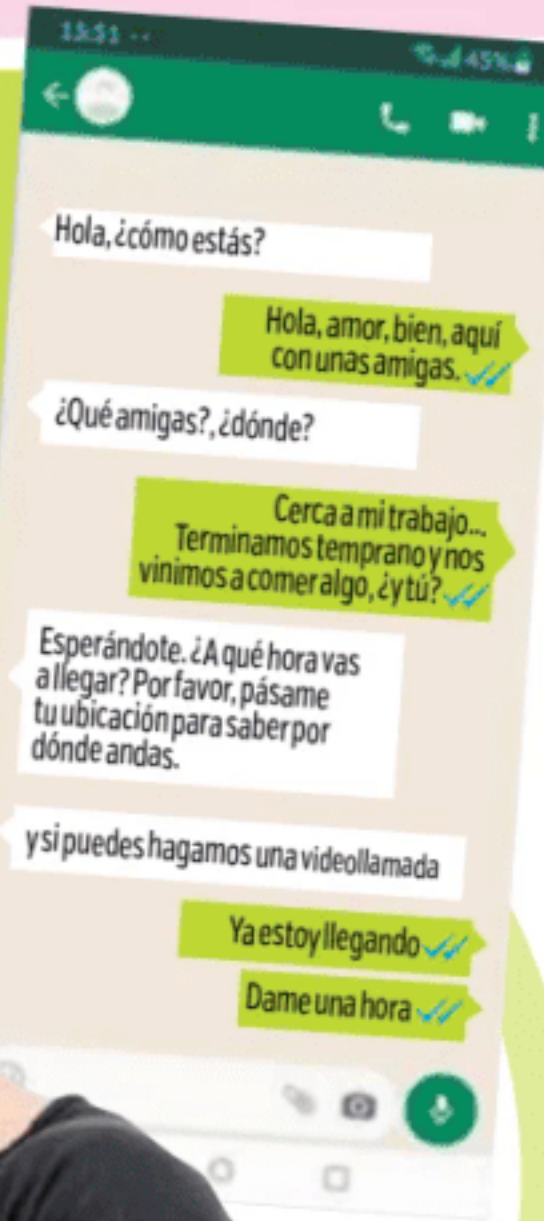 13:51
45%
Hola, ¿cómo estás?
Hola, amor, bien, aquí
con unas amigas.
¿Qué amigas?, ¿dónde?
Cerca a mi trabajo...
Terminamos temprano y nos
vinimos a comer algo, ¿y tú?
Esperándote. ¿A qué hora vas
a llegar? Por favor, pásame
tu ubicación para saber por
dónde andas.
y si puedes hagamos una videollamada
Ya estoy llegando
Dame una hora